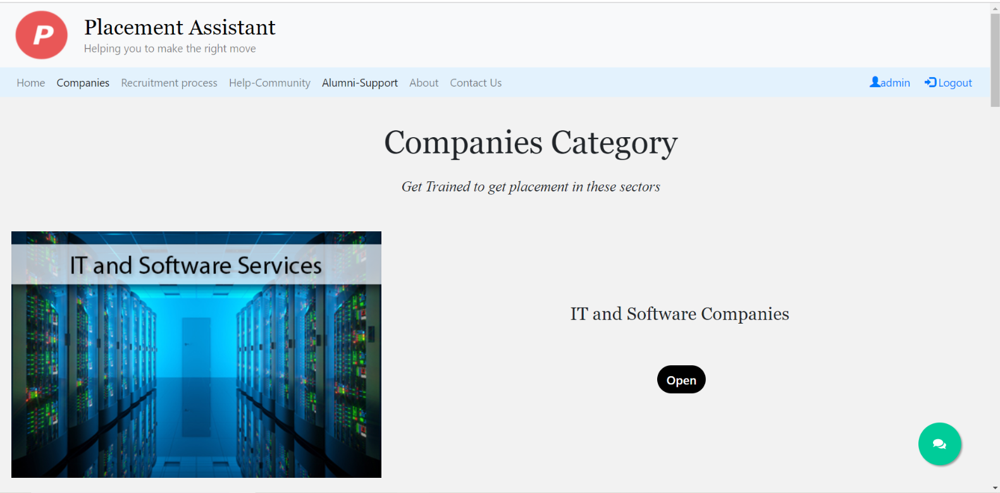 P
Placement Assistant
Helping you to make the right move
Home Companies Recruitment process Help-Community Alumni-Support About Contact Us admin Logout
Companies Category
Get Trained to get placement in these sectors
IT and Software Services
IT and Software Companies
Open